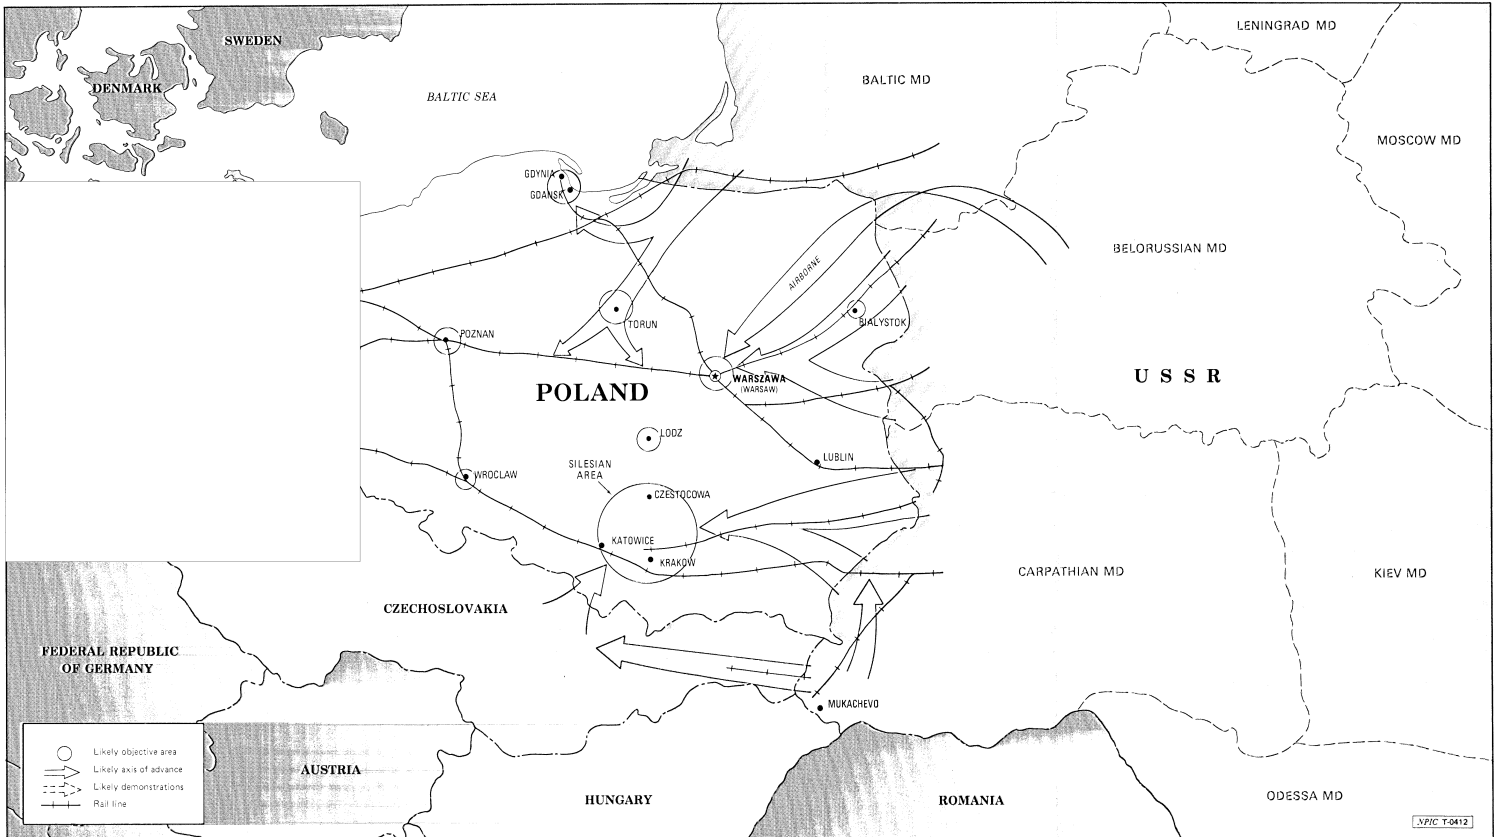 LENINGRAD MD
SWEDEN
BALTIC MD
DENMARK
BALTIC SEA
MOSCOW MD
GDYNIA
GDANSK
BELORUSSIAN MD
AIRBORNE
TORUN
BIALYSTOK
POZNAN
WARSZAWA
(WARSAW)
USSR
POLAND
LODZ
LUBLIN
SILESIAN
AREA
WROCLAW
CZESTOCOWA
KATOWICE
KRAKOW
CARPATHIAN MD
KIEV MD
CZECHOSLOVAKIA
FEDERAL REPUBLIC
OF GERMANY
MUKACHEVO
Likely objective area
Likely axis of advance
Likely demonstrations
Rail line
AUSTRIA
HUNGARY
ROMANIA
ODESSA MD
NPIC T-0412